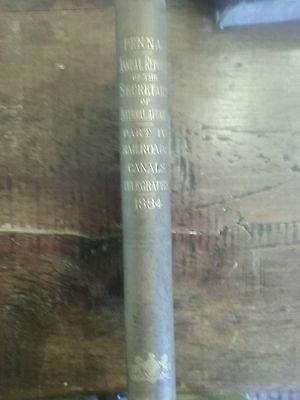 PENNA.
ANNUAL REPORT
OF THE
SECRETARY
OF
INTERNAL AFFAIRS
PART IV
RAILROADS
CANALS
TELEGRAPHS
1884